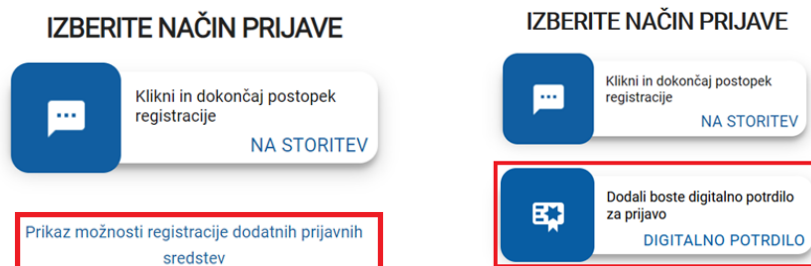 IZBERITE NAČIN PRIJAVE
Klikni in dokončaj postopek
registracije
NA STORITEV
Prikaz možnosti registracije dodatnih prijavnih
sredstev
IZBERITE NAČIN PRIJAVE
Klikni in dokončaj postopek
registracije
NA STORITEV
Dodali boste digitalno potrdilo
za prijavo
DIGITALNO POTRDILO